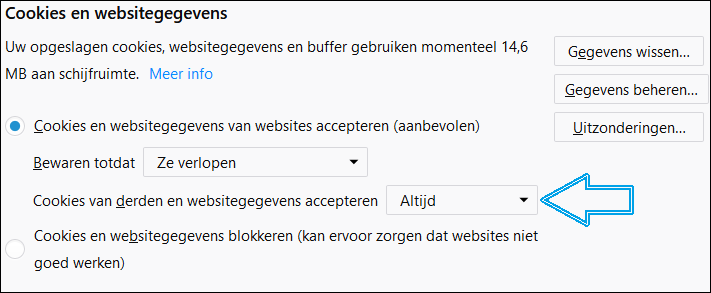 Cookies en websitegegevens
Uw opgeslagen cookies, websitegegevens en buffer gebruiken momenteel 14,6
MB aan schijfruimte. Meer info
Gegevens wissen...
Gegevens beheren...
Uitzonderingen...
Cookies en websitegegevens van websites accepteren (aanbevolen)
Bewaren totdat Ze verlopen
Cookies van derden en websitegegevens accepteren Altijd
Cookies en websitegegevens blokkeren (kan ervoor zorgen dat websites niet
goed werken)